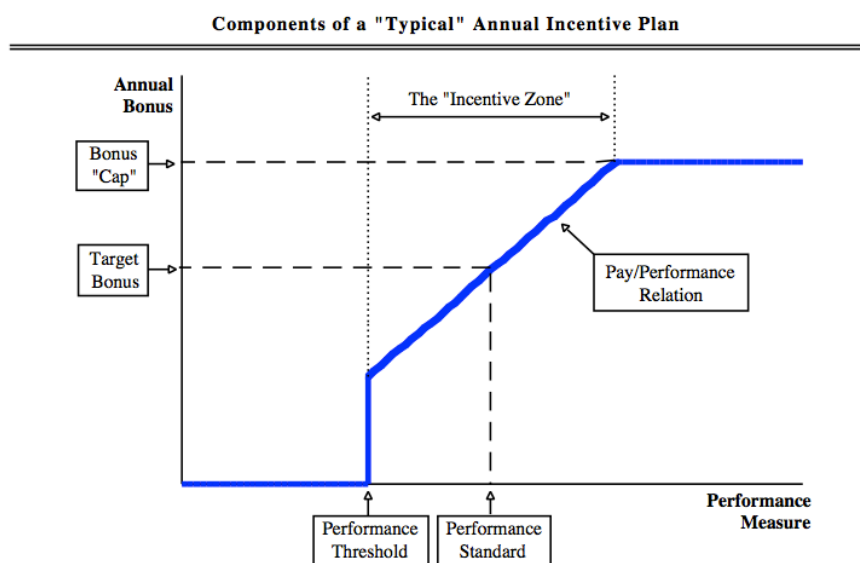 Components of a "Typical" Annual Incentive Plan
Annual
Bonus
The "Incentive Zone"
Bonus
"Cap"
Target
Bonus
Pay/Performance
Relation
Performance
Measure
Performance
Threshold
Performance
Standard